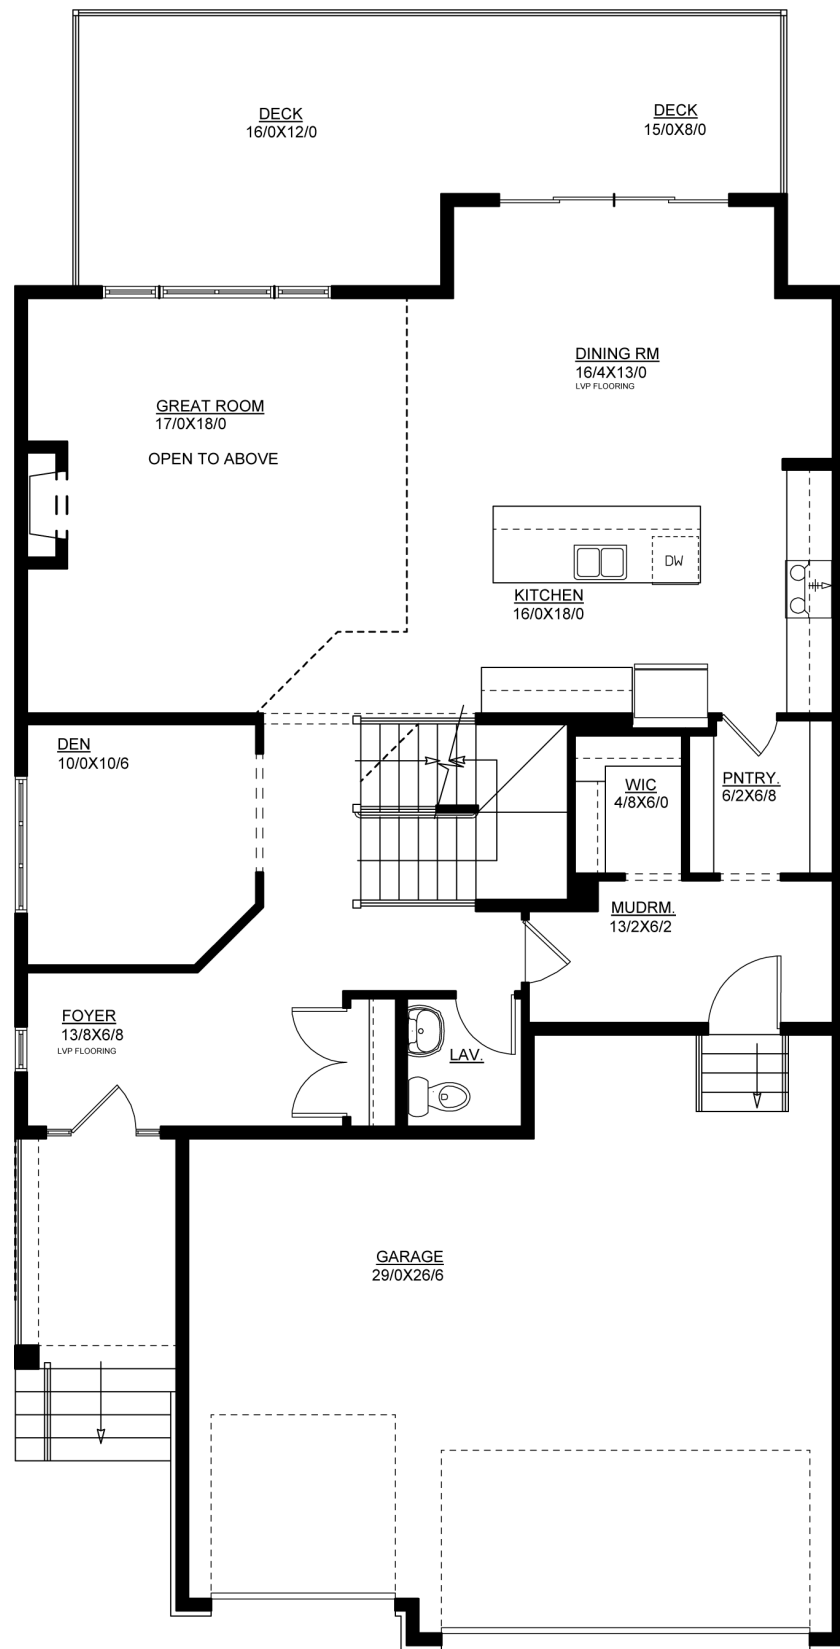 DECK
16/0X12/0
DECK
15/0X8/0
DINING RM
16/4X13/0
LVP FLOORING
GREAT ROOM
17/0X18/0
OPEN TO ABOVE
DW
KITCHEN
16/0X18/0
DEN
10/0X10/6
WIC
4/8X6/0
PNTRY.
6/2X6/8
MUDRM.
13/2X6/2
FOYER
13/8X6/8
LVP FLOORING
LAV.
GARAGE
29/0X26/6